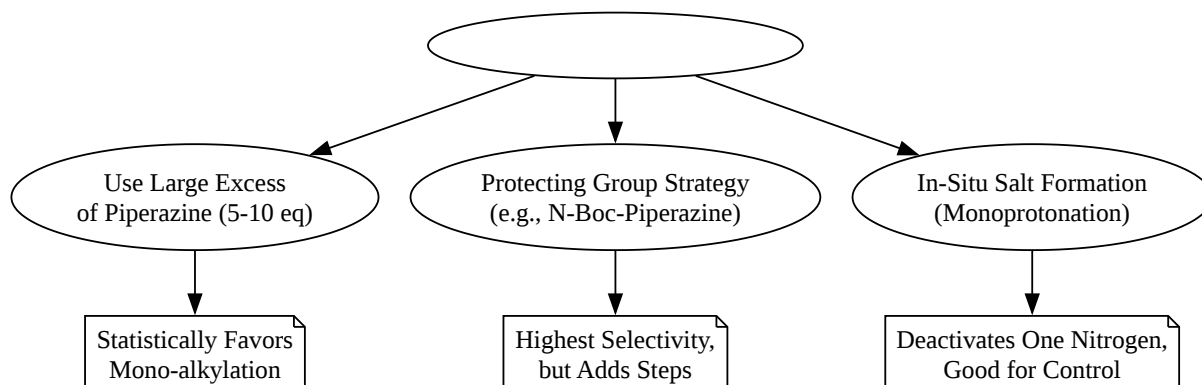 Use Large Excess
of Piperazine (5-10 eq)
Protecting Group Strategy
(e.g., N-Boc-Piperazine)
In-Situ Salt Formation
(Monoprotonation)
Statistically Favors
Mono-alkylation
Highest Selectivity,
but Adds Steps
Deactivates One Nitrogen,
Good for Control